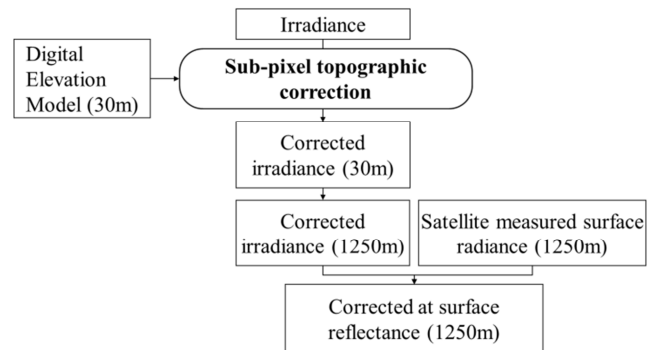 Irradiance
Digital
Elevation
Model (30m)
Sub-pixel topographic
correction
Corrected
irradiance (30m)
Corrected
irradiance (1250m)
Satellite measured surface
radiance (1250m)
Corrected at surface
reflectance (1250m)